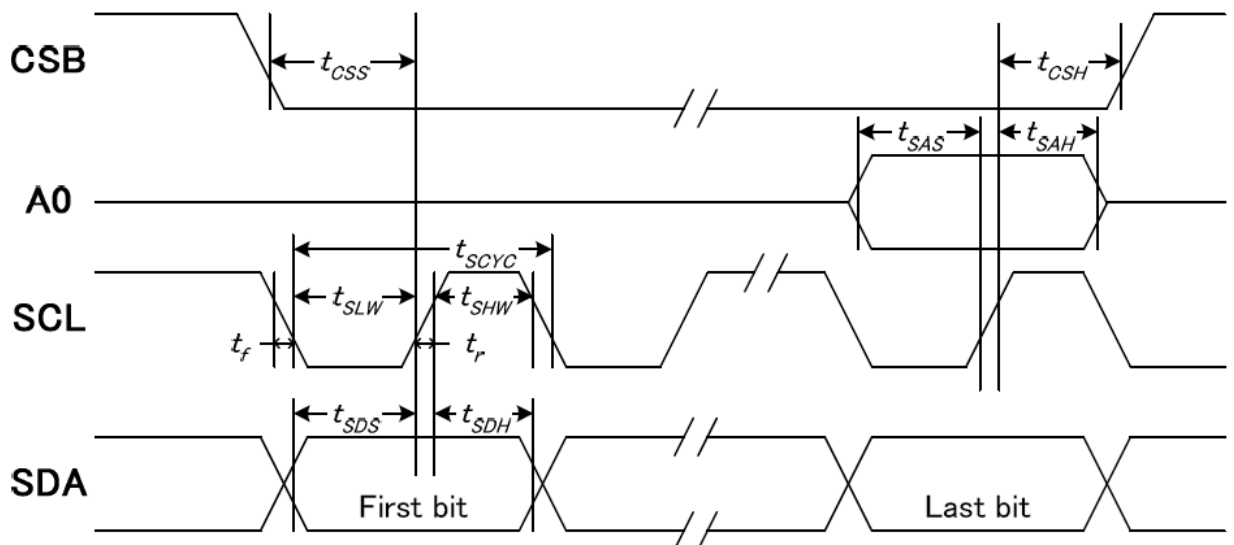 CSB
tCSS
tCSH
A0
tSAS
tSAH
SCL
tSCYC
tSLW
tSHW
tf
tr
SDA
tSDS
tSDH
First bit
Last bit